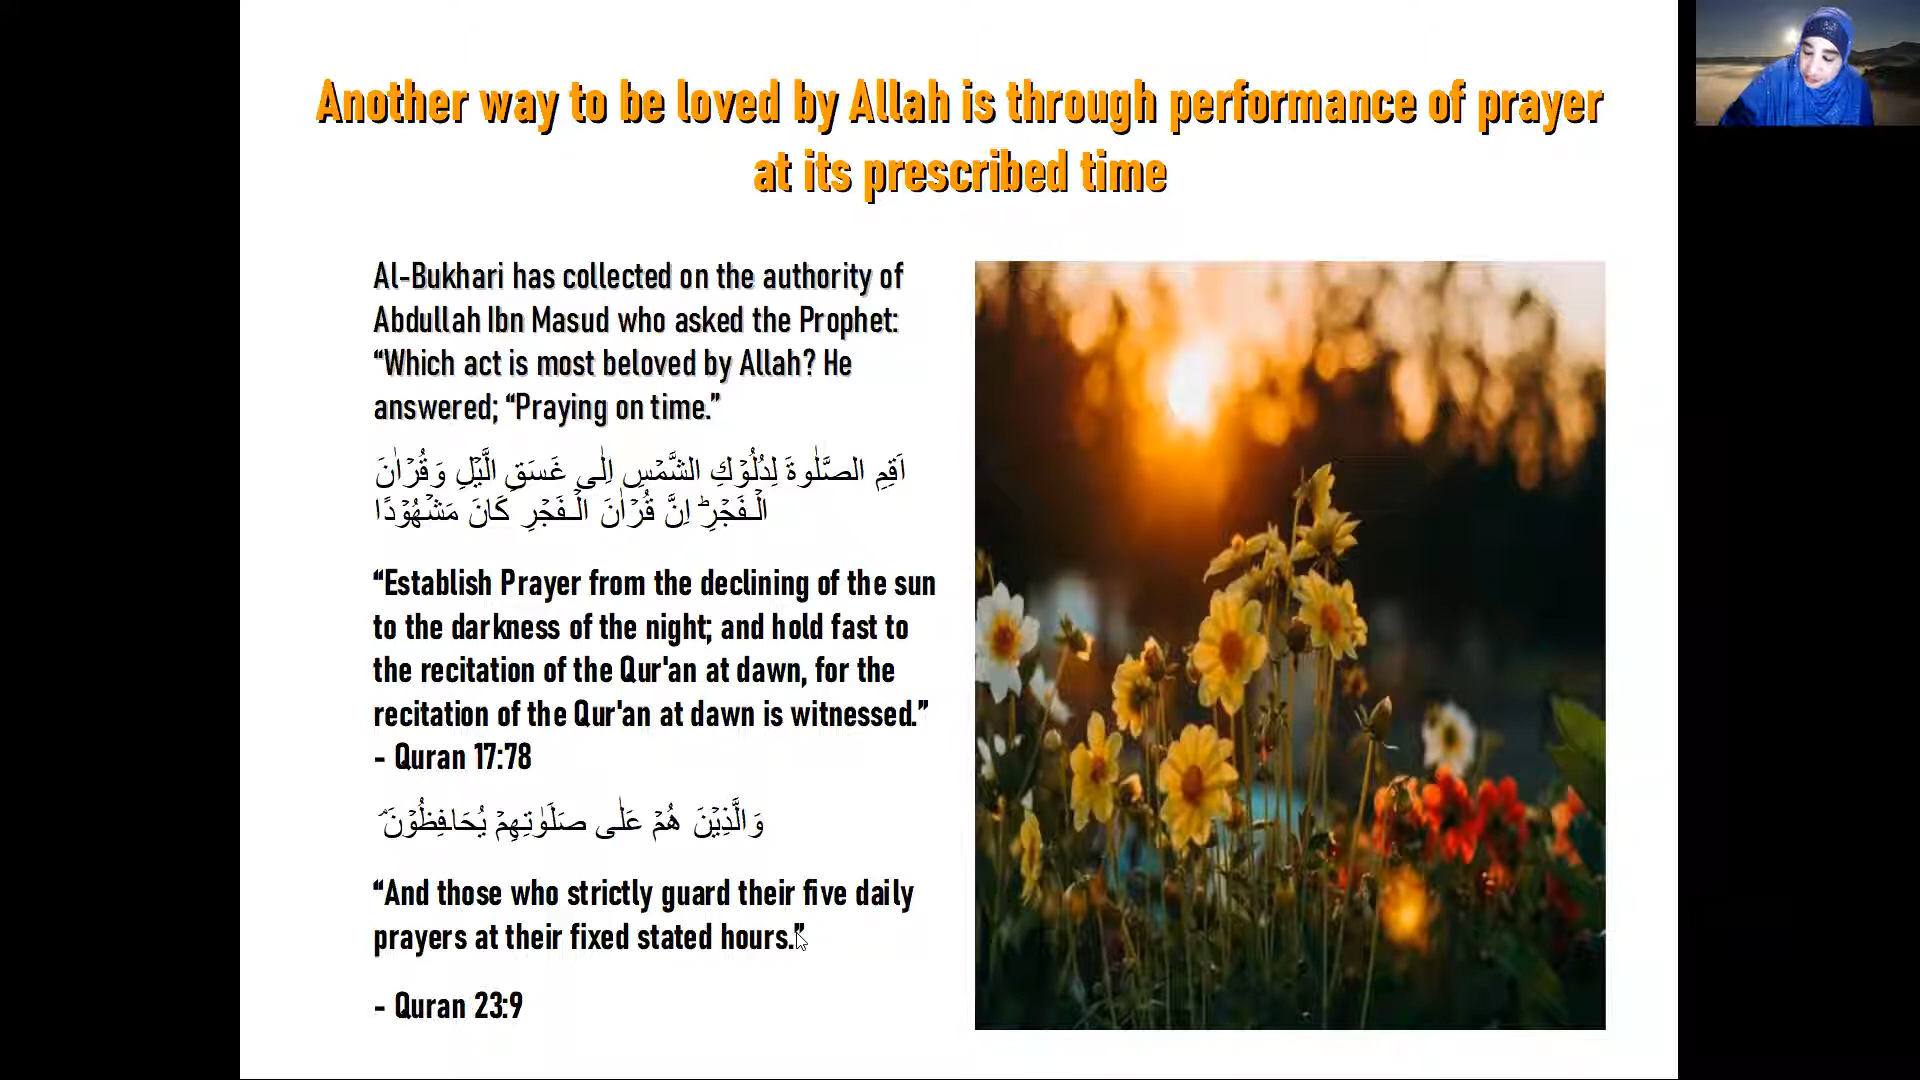 Another way to be loved by Allah is through performance of prayer
at its prescribed time
Al-Bukhari has collected on the authority of
Abdullah Ibn Masud who asked the Prophet:
“Which act is most beloved by Allah? He
answered; “Praying on time.”
اَقِمِ الصَّلٰوةَ لِدُلُوْكِ الشَّمْسِ اِلٰى غَسَقِ الَّيْلِ وَقُرْاٰنَ
الْـفَجْرِ‌ؕ اِنَّ قُرْاٰنَ الْـفَجْرِ كَانَ مَشْهُوْدًا
“Establish Prayer from the declining of the sun
to the darkness of the night; and hold fast to
the recitation of the Qur'an at dawn, for the
recitation of the Qur'an at dawn is witnessed.”
- Quran 17:78
وَالَّذِيْنَ هُمْ عَلٰى صَلَوٰتِهِمْ يُحَافِظُوْنَ‌ۘ
“And those who strictly guard their five daily
prayers at their fixed stated hours.”
- Quran 23:9